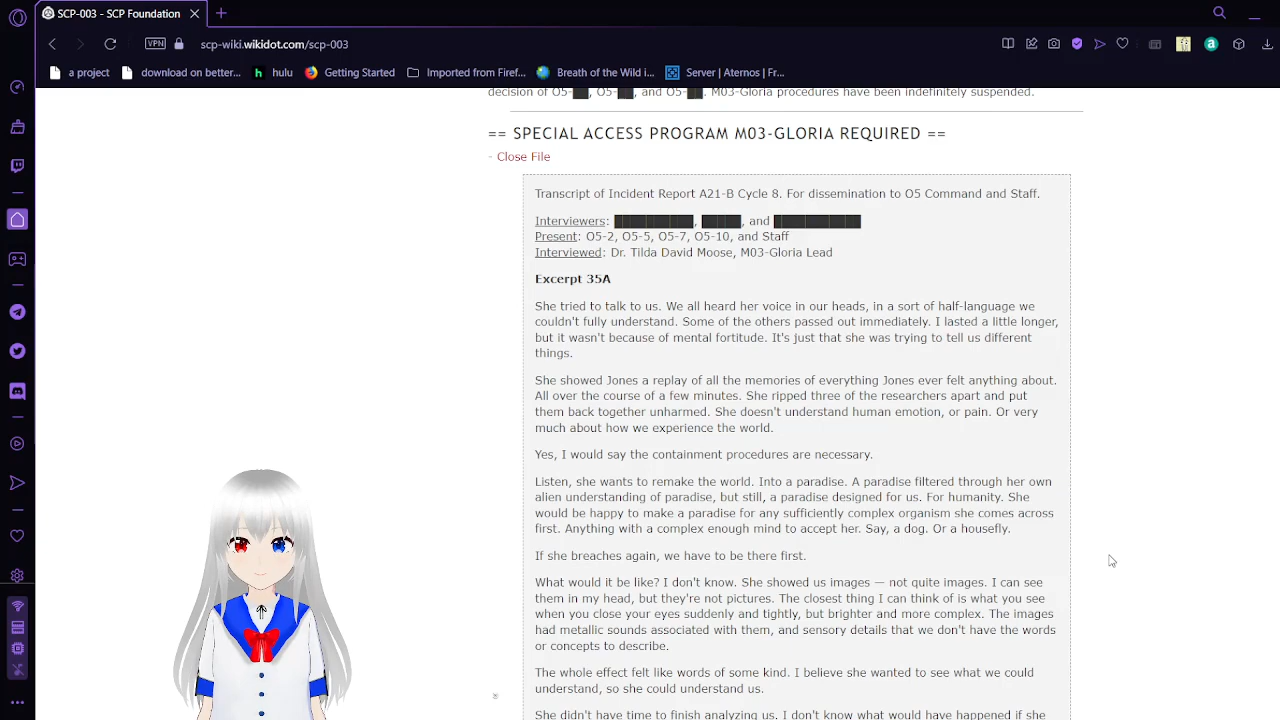 SCP-003 - SCP Foundation
VPN
scp-wiki.wikidot.com/scp-003
a project
download on better...
hulu
Getting Started
Imported from Firef...
Breath of the Wild i...
Server | Aternos | Fr...
decision of O5-██, O5-██, and O5-██. M03-Gloria procedures have been indefinitely suspended.
== SPECIAL ACCESS PROGRAM M03-GLORIA REQUIRED ==
- Close File
Transcript of Incident Report A21-B Cycle 8. For dissemination to O5 Command and Staff.
Interviewers: ██████████, █████, and ███████████
Present: O5-2, O5-5, O5-7, O5-10, and Staff
Interviewed: Dr. Tilda David Moose, M03-Gloria Lead
Excerpt 35A
She tried to talk to us. We all heard her voice in our heads, in a sort of half-language we
couldn't fully understand. Some of the others passed out immediately. I lasted a little longer,
but it wasn't because of mental fortitude. It's just that she was trying to tell us different
things.
She showed Jones a replay of all the memories of everything Jones ever felt anything about.
All over the course of a few minutes. She ripped three of the researchers apart and put
them back together unharmed. She doesn't understand human emotion, or pain. Or very
much about how we experience the world.
Yes, I would say the containment procedures are necessary.
Listen, she wants to remake the world. Into a paradise. A paradise filtered through her own
alien understanding of paradise, but still, a paradise designed for us. For humanity. She
would be happy to make a paradise for any sufficiently complex organism she comes across
first. Anything with a complex enough mind to accept her. Say, a dog. Or a housefly.
If she breaches again, we have to be there first.
What would it be like? I don't know. She showed us images — not quite images. I can see
them in my head, but they're not pictures. The closest thing I can think of is what you see
when you close your eyes suddenly and tightly, but brighter and more complex. The images
had metallic sounds associated with them, and sensory details that we don't have the words
or concepts to describe.
The whole effect felt like words of some kind. I believe she wanted to see what we could
understand, so she could understand us.
She didn't have time to finish analyzing us. I don't know what would have happened if she